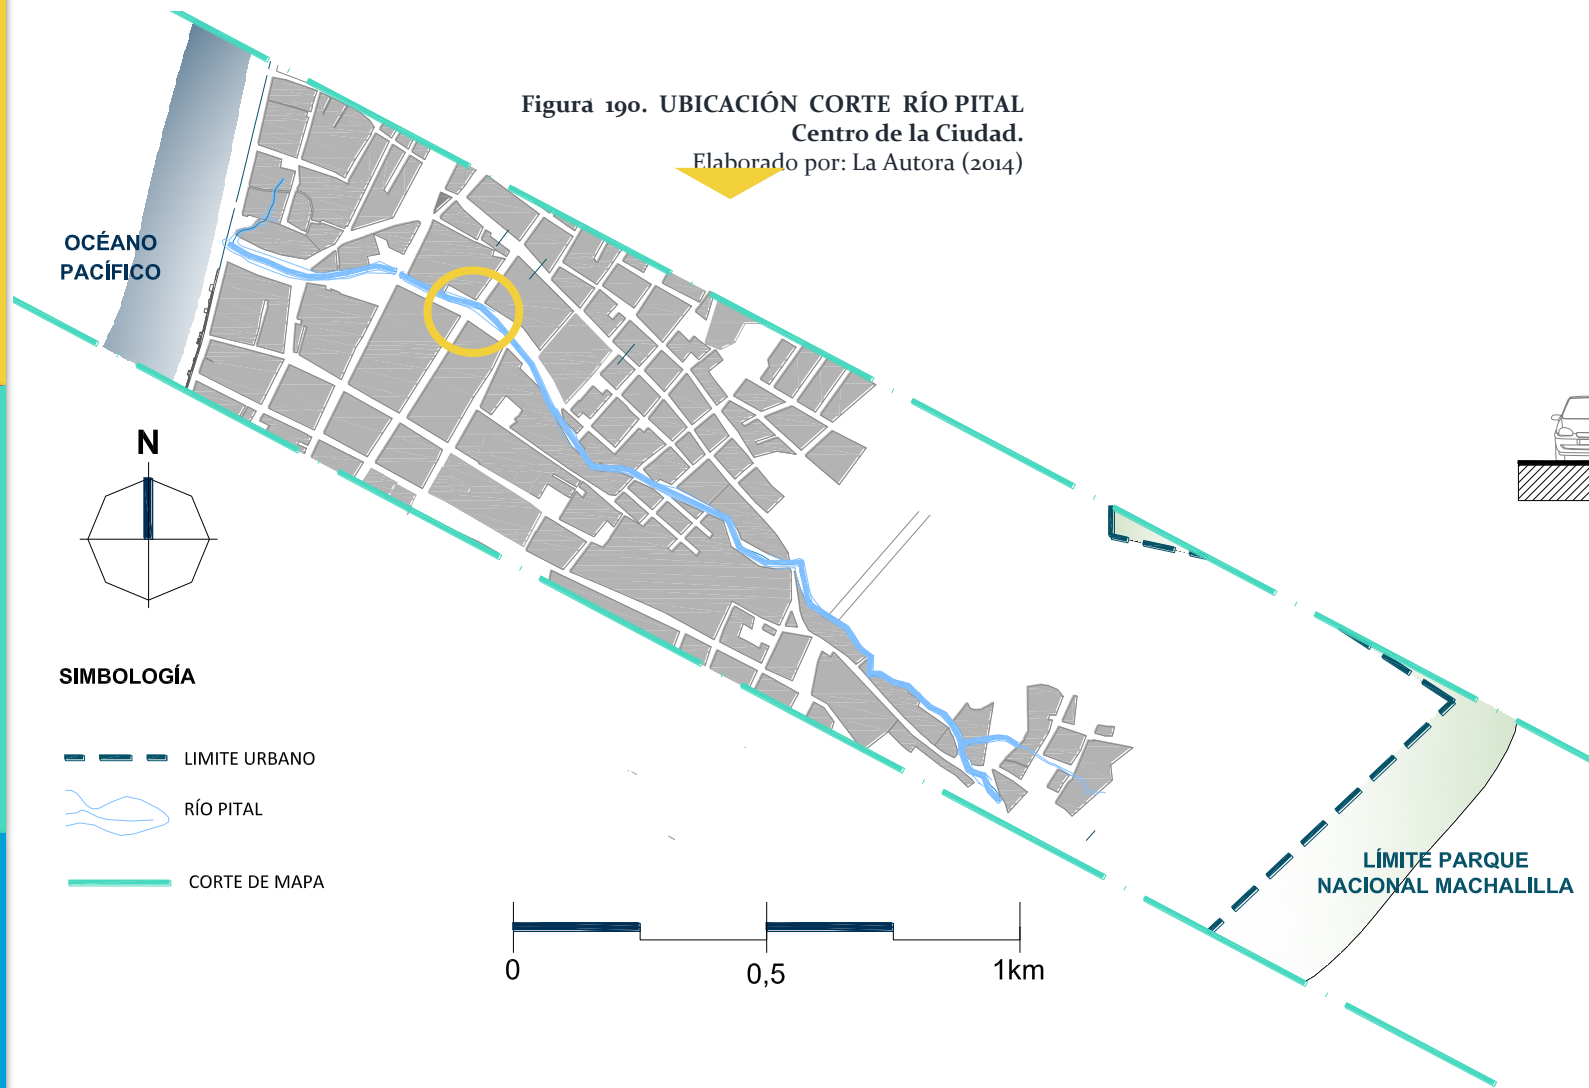 Figura 190. UBICACIÓN CORTE RÍO PITAL
Centro de la Ciudad.
Elaborado por: La Autora (2014)
OCÉANO
PACÍFICO
N
SIMBOLOGÍA
LIMITE URBANO
RÍO PITAL
CORTE DE MAPA
0
0,5
1km
LÍMITE PARQUE
NACIONAL MACHALILLA